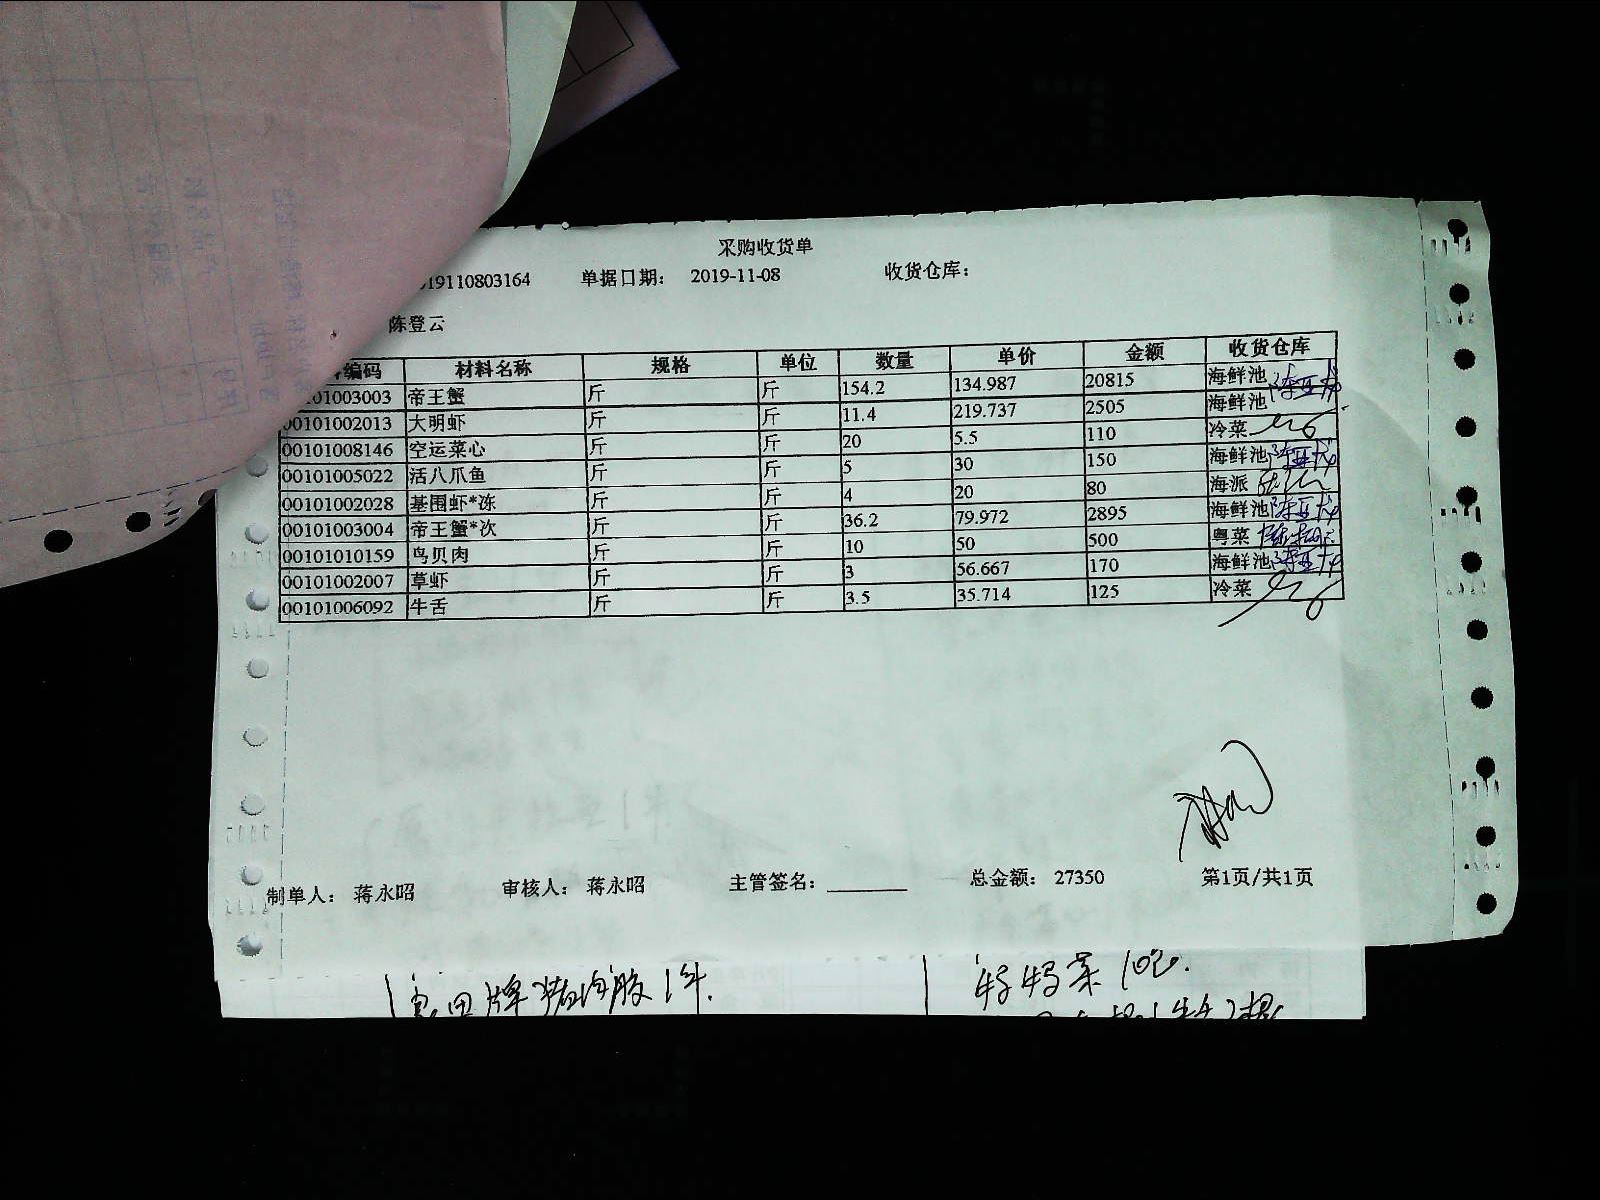 采购收货单
19110803164 单据日期： 2019-11-08 收货仓库：
陈登云
编码 材料名称 规格 单位 数量 单价 金额 收货仓库
101003003 帝王蟹 斤 斤 154.2 134.987 20815 海鲜池
00101002013 大明虾 斤 斤 11.4 219.737 2505 海鲜池
00101008146 空运菜心 斤 斤 20 5.5 110 冷菜
00101005022 活八爪鱼 斤 斤 5 30 150 海鲜池
00101002028 基围虾*冻 斤 斤 4 20 80 海派
00101003004 帝王蟹*次 斤 斤 36.2 79.972 2895 海鲜池
00101010159 鸟贝肉 斤 斤 10 50 500 粤菜
00101002007 草虾 斤 斤 3 56.667 170 海鲜池
00101006092 牛舌 斤 斤 3.5 35.714 125 冷菜
制单人： 蒋永昭 审核人： 蒋永昭 主管签名： 总金额： 27350 第1页/共1页